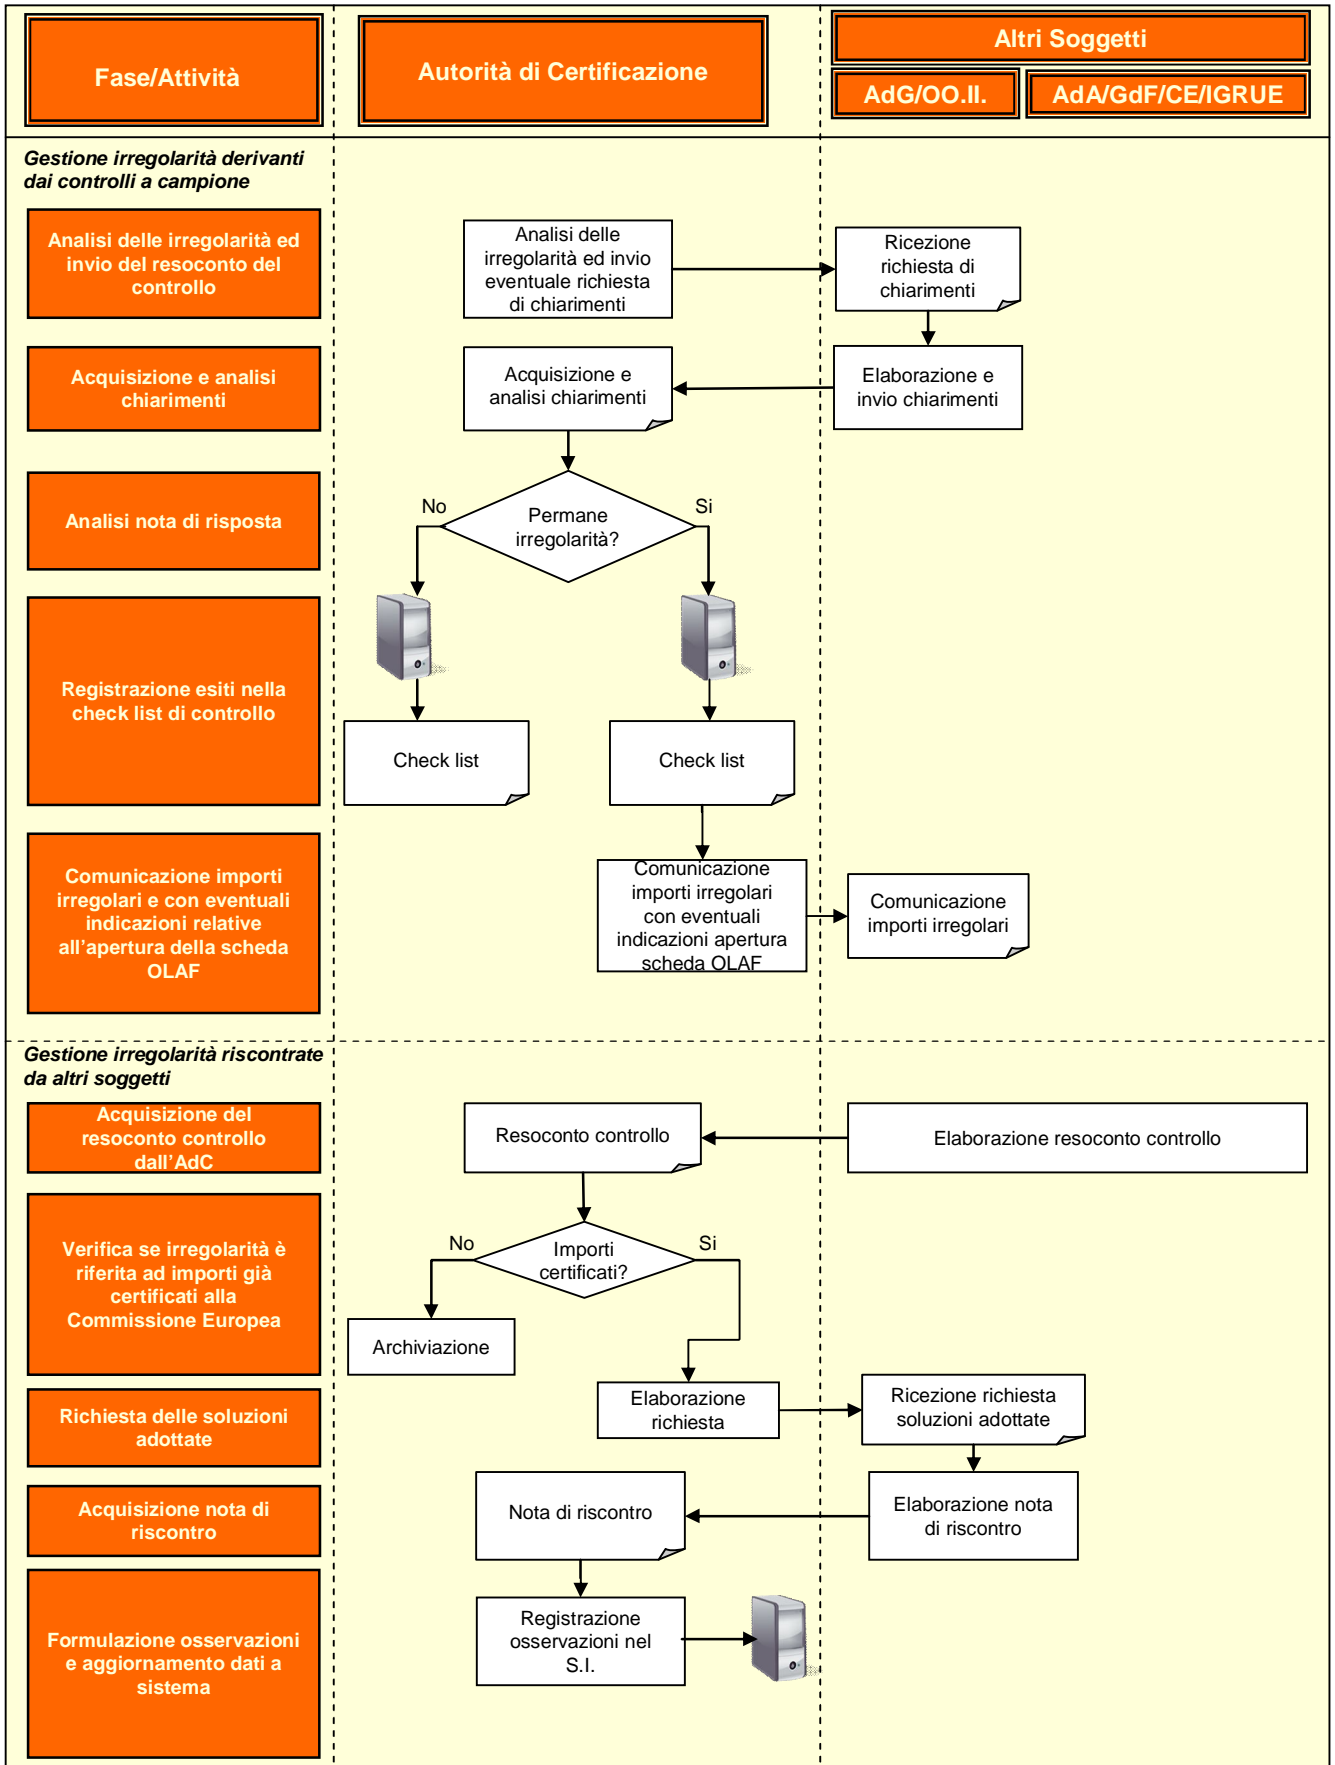 Fase/Attività
Autorità di Certificazione
Altri Soggetti
AdG/OO.II.
AdA/GdF/CE/IGRUE
Gestione irregolarità derivanti
dai controlli a campione
Analisi delle irregolarità ed
invio del resoconto del
controllo
Analisi delle
irregolarità ed invio
eventuale richiesta
di chiarimenti
Ricezione
richiesta di
chiarimenti
Acquisizione e analisi
chiarimenti
Acquisizione e
analisi chiarimenti
Elaborazione e
invio chiarimenti
Analisi nota di risposta
No
Permane
irregolarità?
Si
Registrazione esiti nella
check list di controllo
Check list
Check list
Comunicazione importi
irregolari e con eventuali
indicazioni relative
all'apertura della scheda
OLAF
Comunicazione
importi irregolari
con eventuali
indicazioni apertura
scheda OLAF
Comunicazione
importi irregolari
Gestione irregolarità riscontrate
da altri soggetti
Acquisizione del
resoconto controllo
dall'AdC
Resoconto controllo
Elaborazione resoconto controllo
Verifica se irregolarità è
riferita ad importi già
certificati alla
Commissione Europea
No
Importi
certificati?
Si
Archiviazione
Richiesta delle soluzioni
adottate
Elaborazione
richiesta
Ricezione richiesta
soluzioni adottate
Acquisizione nota di
riscontro
Nota di riscontro
Elaborazione nota
di riscontro
Formulazione osservazioni
e aggiornamento dati a
sistema
Registrazione
osservazioni nel
S.I.